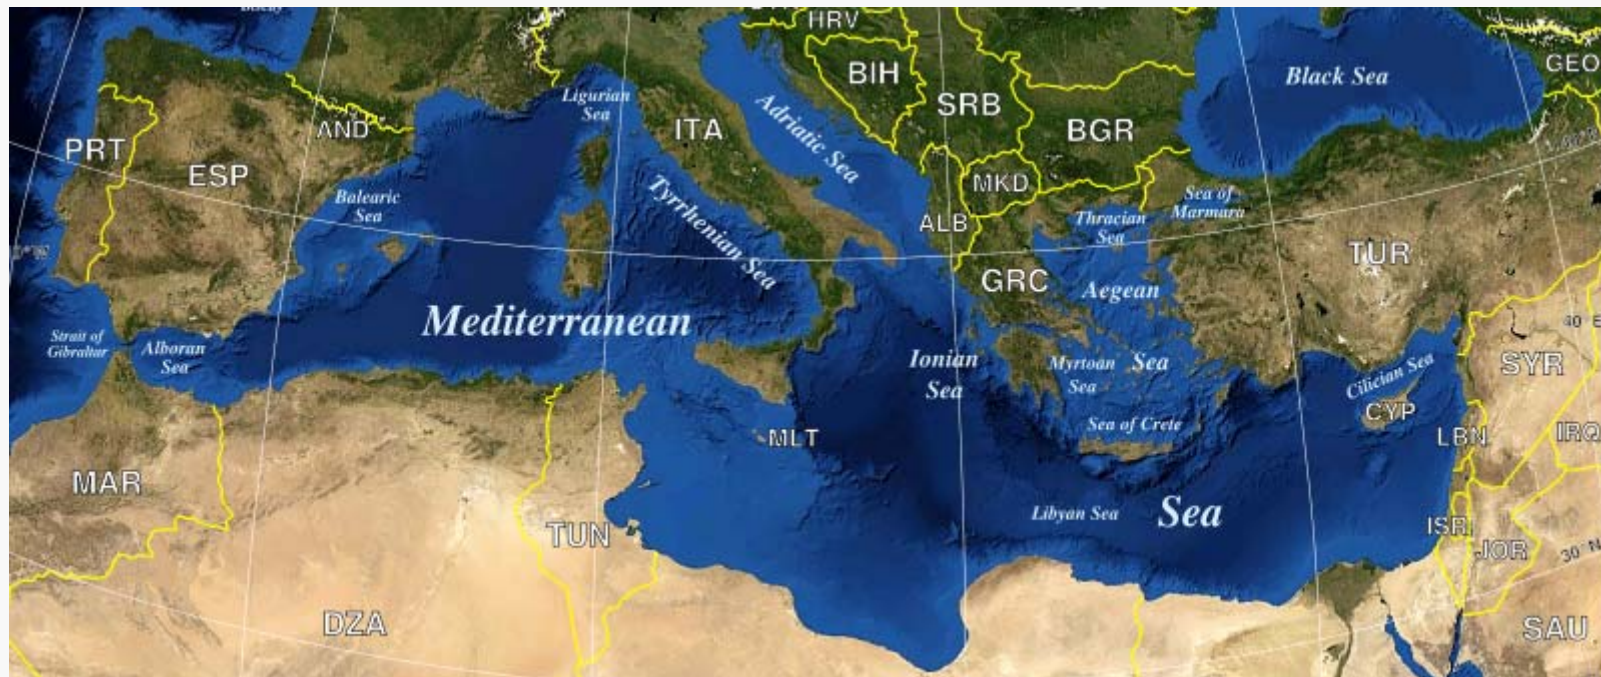 Biscay
HRV
GEO
BIH
Black Sea
SRB
Ligurian
Sea
Adriatic Sea
AND
ITA
BGR
PRT
ESP
MKD
Balearic
Sea
Tyrrhenian Sea
ALB
Thracian
Sea
Sea of
Marmara
TUR
GRC
Aegean
Sea
Mediterranean
Sea
Strait of
Gibraltar
Alboran
Sea
Ionian
Sea
Myrtoan
Sea
40° E
SYR
Cilician Sea
CYP
Sea of Crete
MLT
LBN
IRQ
MAR
Libyan Sea
TUN
ISR
JOR
30° N
DZA
SAU